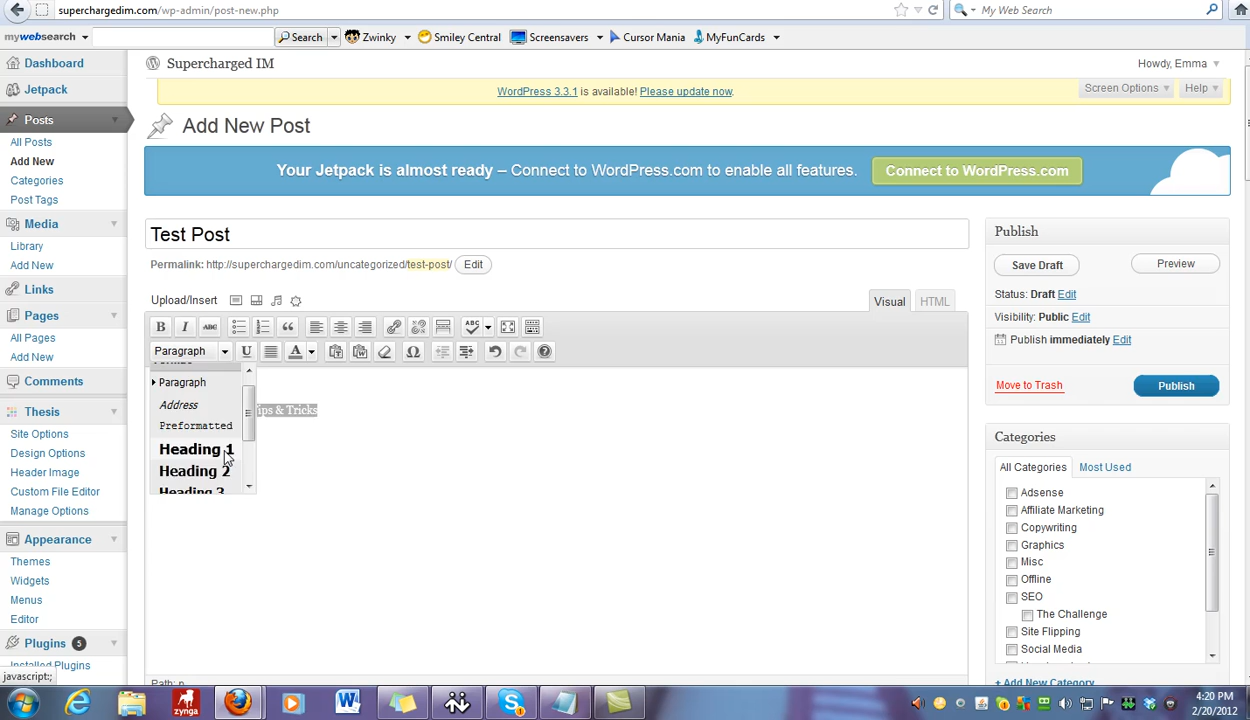 superchargedim.com/wp-admin/post-new.php
My Web Search
mywebsearch
Search
Zwinky
Smiley Central
Screensavers
Cursor Mania
MyFunCards
Dashboard
Jetpack
Posts
All Posts
Add New
Categories
Post Tags
Media
Library
Add New
Links
Pages
All Pages
Add New
Comments
Thesis
Site Options
Design Options
Header Image
Custom File Editor
Manage Options
Appearance
Themes
Widgets
Menus
Editor
Plugins 5
Installed Plugins
javascript:;
Supercharged IM
Howdy, Emma
WordPress 3.3.1 is available! Please update now.
Screen Options
Help
Add New Post
Your Jetpack is almost ready – Connect to WordPress.com to enable all features.
Connect to WordPress.com
Test Post
Permalink: http://superchargedim.com/uncategorized/test-post/ Edit
Upload/Insert
Visual
HTML
B I ABC
ABC
Paragraph
U
A
Paragraph
Address
Preformatted
Heading 1
Heading 2
Heading 3
ips & Tricks
Path: p
Publish
Save Draft
Preview
Status: Draft Edit
Visibility: Public Edit
Publish immediately Edit
Move to Trash
Publish
Categories
All Categories
Most Used
Adsense
Affiliate Marketing
Copywriting
Graphics
Misc
Offline
SEO
The Challenge
Site Flipping
Social Media
+ Add New Category
zynga
4:20 PM
2/20/2012